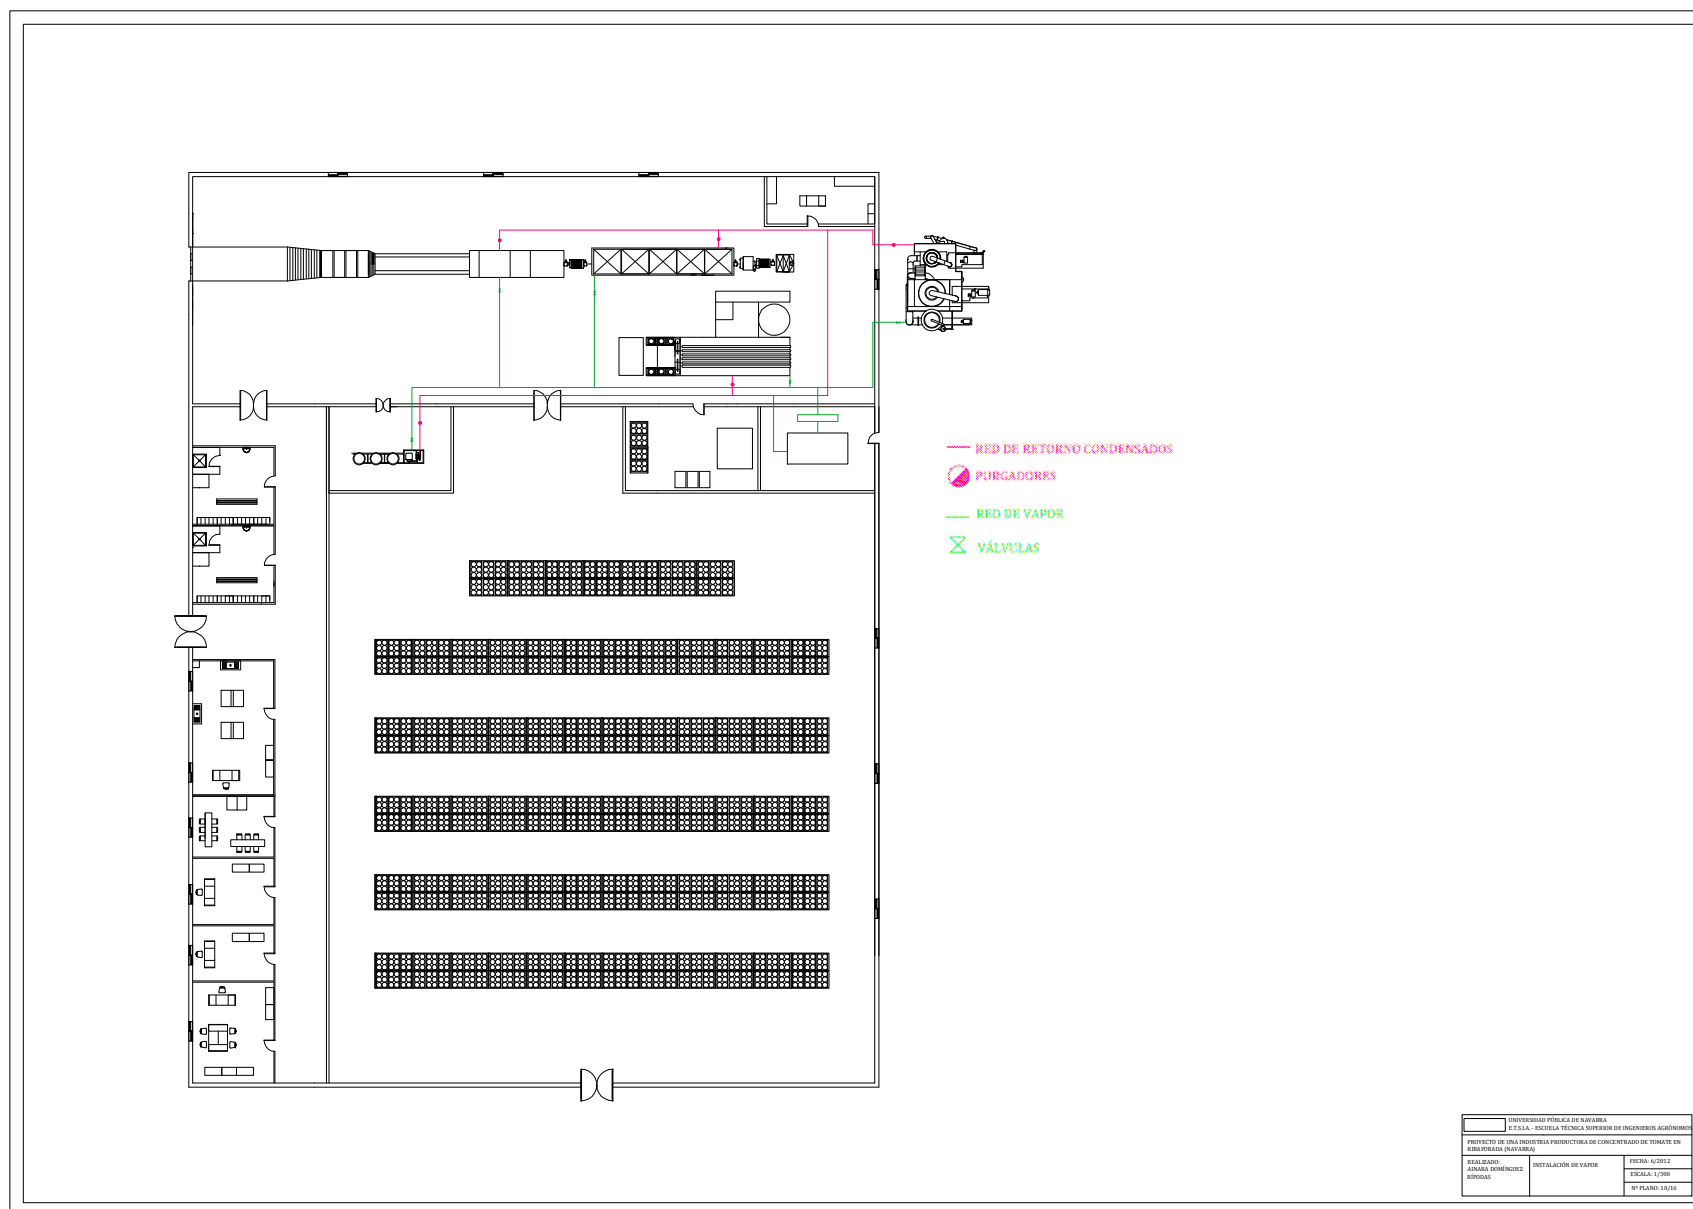 RED DE RETORNO CONDENSADOS
PURGADORES
RED DE VAPOR
VÁLVULAS
UNIVERSIDAD PÚBLICA DE NAVARRA
E.T.S.I.A. - ESCUELA TÉCNICA SUPERIOR DE INGENIEROS AGRÓNOMOS
PROYECTO DE UNA INDUSTRIA PRODUCTORA DE CONCENTRADO DE TOMATE EN
RIBAFORADA (NAVARRA)
REALIZADO:
AINARA DOMÍNGUEZ
RÍPODAS
INSTALACIÓN DE VAPOR
FECHA: 6/2012
ESCALA: 1/300
Nº PLANO: 10/16